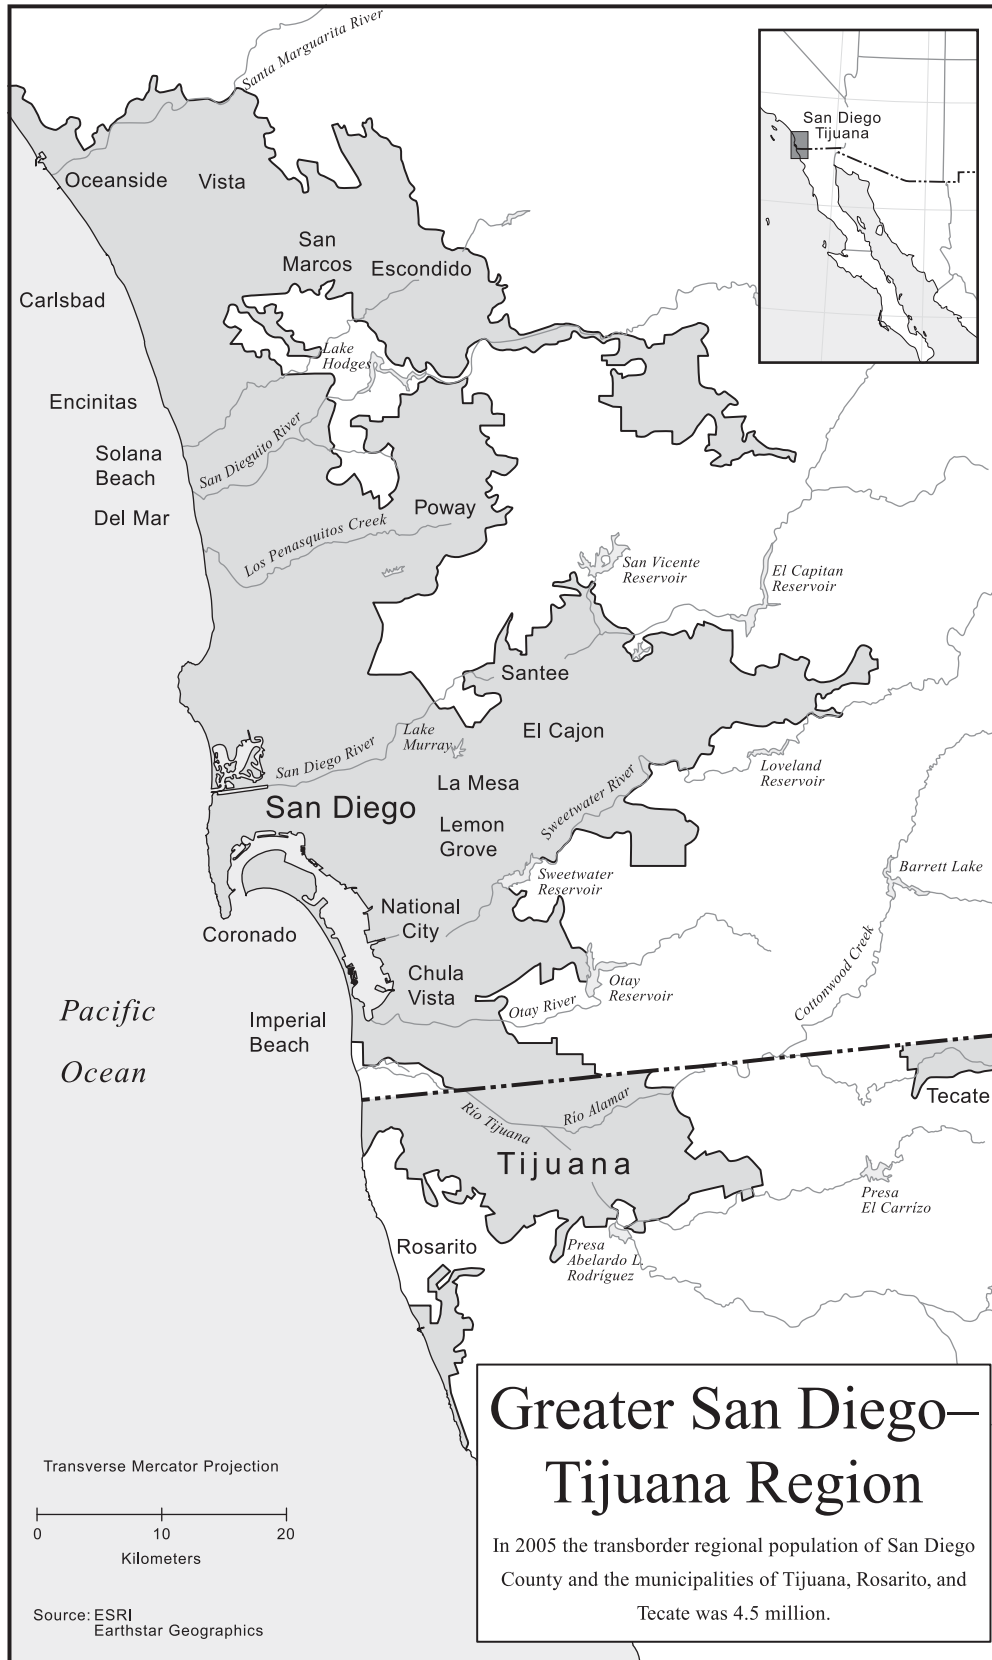 Santa Marguarita River
San Diego
Tijuana
Oceanside
Vista
San
Marcos
Escondido
Carlsbad
Lake
Hodges
Encinitas
San Dieguito River
Solana
Beach
Del Mar
Poway
Los Penasquitos Creek
San Vicente
Reservoir
El Capitan
Reservoir
Santee
El Cajon
Lake
Murray
San Diego River
Loveland
Reservoir
La Mesa
San Diego
Sweetwater River
Lemon
Grove
Sweetwater
Reservoir
Barrett Lake
National
City
Coronado
Cottonwood Creek
Chula
Vista
Otay
Reservoir
Otay River
Pacific
Ocean
Imperial
Beach
Tecate
Río Tijuana
Río Alamar
Tijuana
Presa
El Carrízo
Rosarito
Presa
Abelardo L.
Rodríguez
Greater San Diego–
Tijuana Region
In 2005 the transborder regional population of San Diego
County and the municipalities of Tijuana, Rosarito, and
Tecate was 4.5 million.
Transverse Mercator Projection
0 10 20
Kilometers
Source: ESRI
Earthstar Geographics